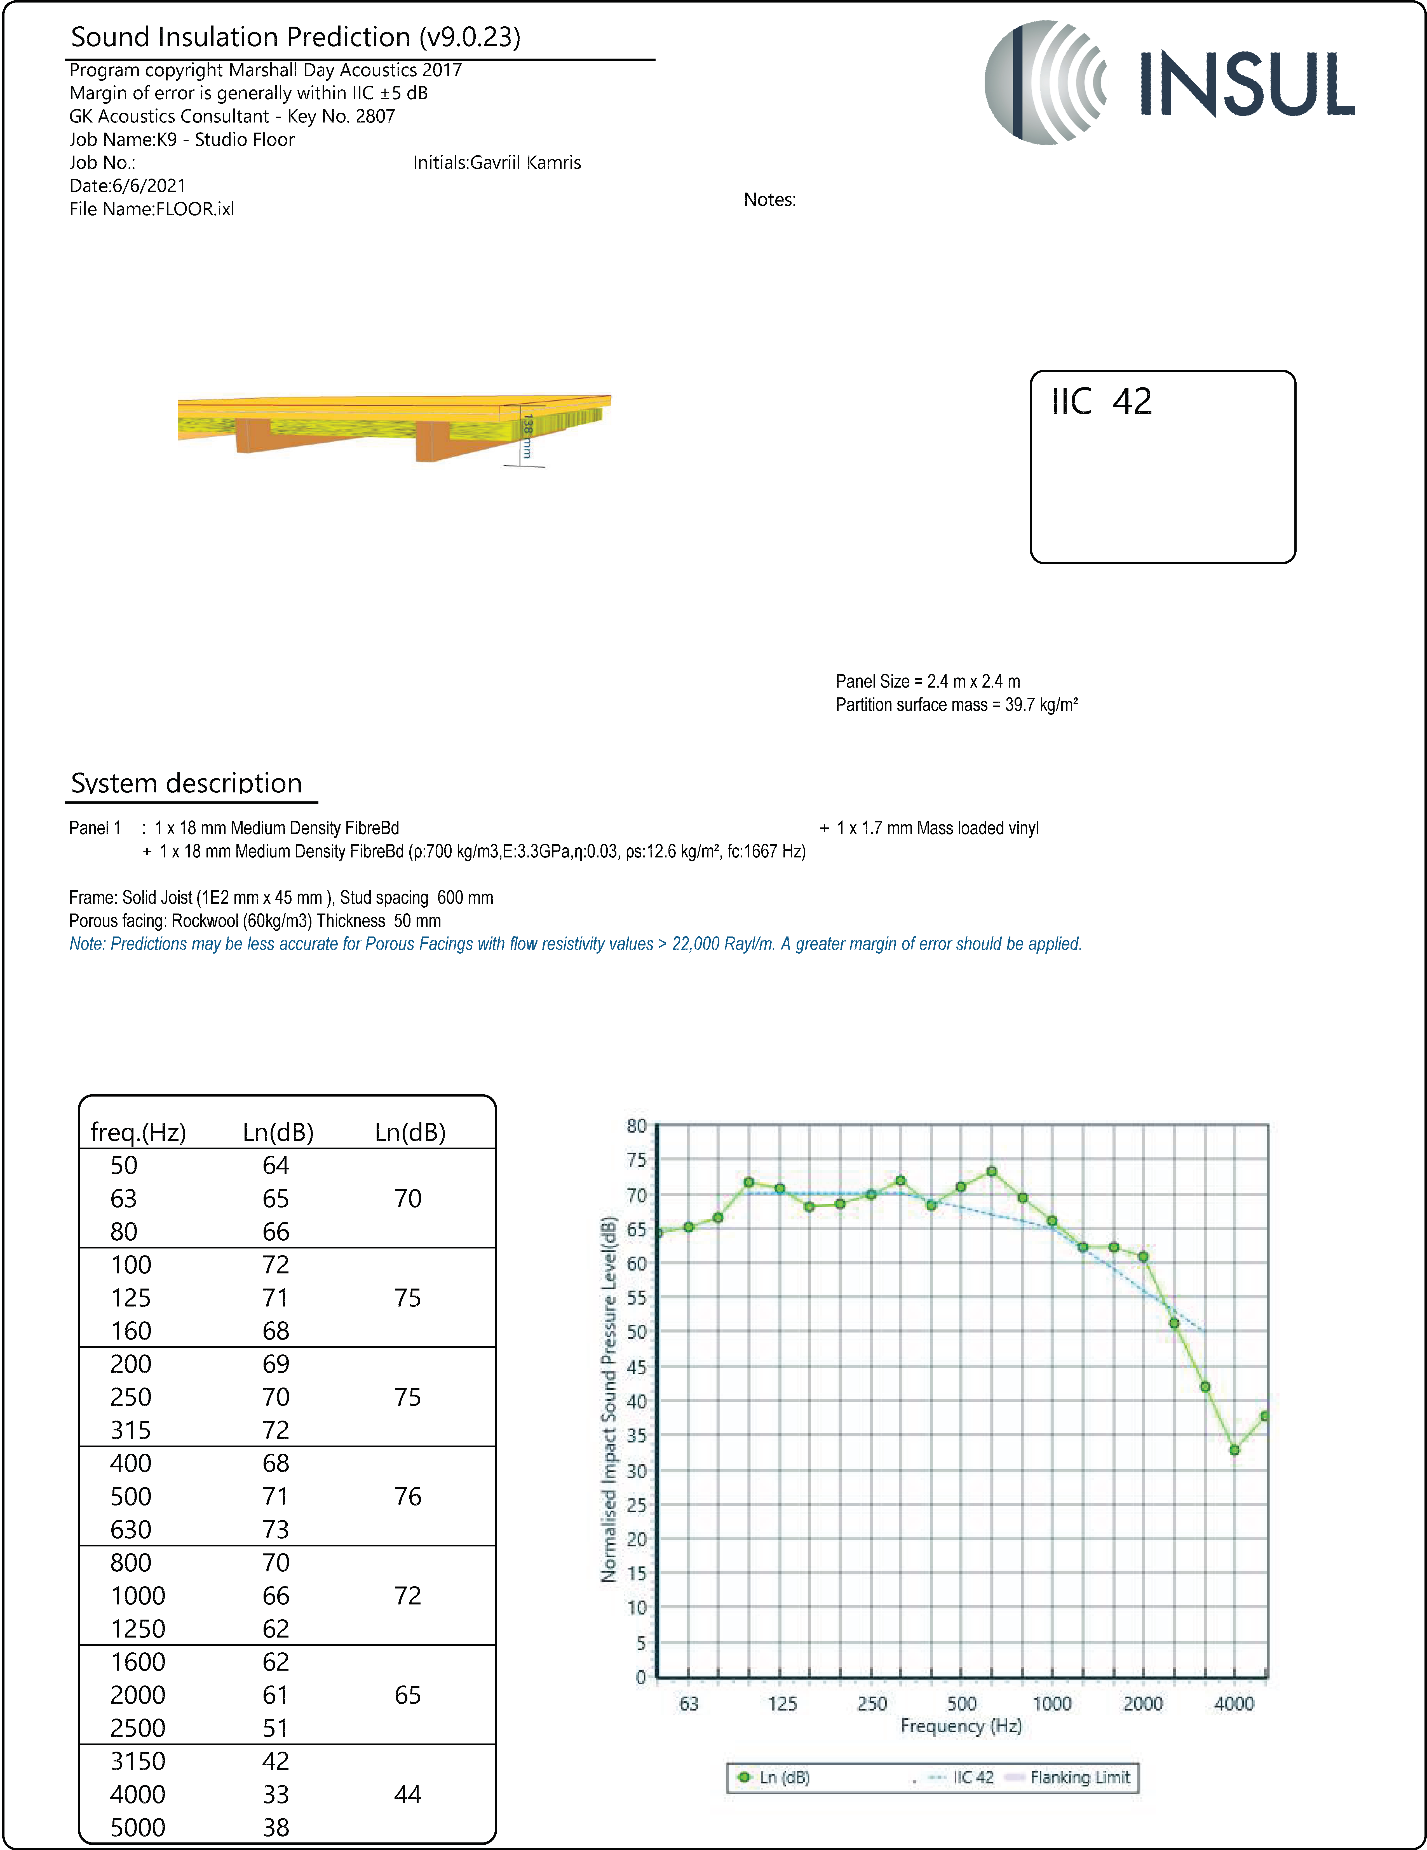 Sound Insulation Prediction (v9.0.23)
Program copyright Marshall Day Acoustics 2017
Margin of error is generally within IIC ±5 dB
GK Acoustics Consultant - Key No. 2807
Job Name:K9 - Studio Floor
Job No.: Initials:Gavriil Kamris
Date:6/6/2021
File Name:FLOOR.ixl
Notes:
INSUL
138 mm
IIC 42
Panel Size = 2.4 m x 2.4 m
Partition surface mass = 39.7 kg/m²
System description
Panel 1 : 1 x 18 mm Medium Density FibreBd + 1 x 1.7 mm Mass loaded vinyl
+ 1 x 18 mm Medium Density FibreBd (ρ:700 kg/m3,E:3.3GPa,η:0.03, ρs:12.6 kg/m², fc:1667 Hz)
Frame: Solid Joist (1E2 mm x 45 mm ), Stud spacing 600 mm
Porous facing: Rockwool (60kg/m3) Thickness 50 mm
Note: Predictions may be less accurate for Porous Facings with flow resistivity values > 22,000 Rayl/m. A greater margin of error should be applied.
freq.(Hz) Ln(dB) Ln(dB)
50 64
63 65 70
80 66
100 72
125 71 75
160 68
200 69
250 70 75
315 72
400 68
500 71 76
630 73
800 70
1000 66 72
1250 62
1600 62
2000 61 65
2500 51
3150 42
4000 33 44
5000 38
Normalised Impact Sound Pressure Level(dB)
80
75
70
65
60
55
50
45
40
35
30
25
20
15
10
5
0
63 125 250 500 1000 2000 4000
Frequency (Hz)
Ln (dB) IIC 42 Flanking Limit